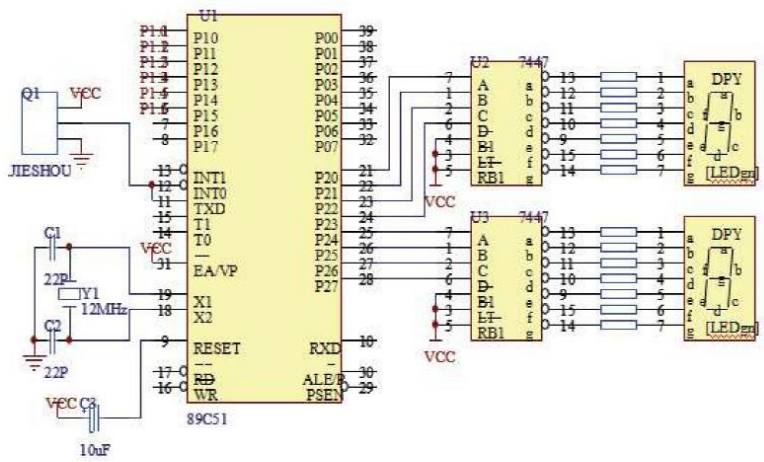 U1
P1.0
P1.2
P1.3
P1.4
P1.5
P1.6
7
8
P10
P11
P12
P13
P14
P15
P16
P17
P00
P01
P02
P03
P04
P05
P06
P07
39
38
37
36
35
34
33
32
Q1
VCC
JIESHOU
13
12
11
15
14
31
19
18
9
17
16
INT1
INT0
TXD
T1
T0
EA/VP
X1
X2
RESET
RD
WR
P20
P21
P22
P23
P24
P25
P26
P27
RXD
ALE/P
PSEN
21
22
23
24
25
26
27
28
10
30
29
89C51
VCC
C1
22P
Y1
12MHz
C2
22P
VCC
C3
10uF
U2 7447
7 A a 13 1 a
1 B b 12 2 b
2 C c 11 3 c
6 D d 10 4 d
4 B1 e 9 5 e
3 LT f 15 6 f
5 RB1 g 14 7 g
VCC
DPY
a
f b
g
e c
d
[LEDgn]
U3 7447
7 A a 13 1 a
1 B b 12 2 b
2 C c 11 3 c
6 D d 10 4 d
4 B1 e 9 5 e
3 LT f 15 6 f
5 RB1 g 14 7 g
VCC
DPY
a
f b
g
e c
d
[LEDgn]